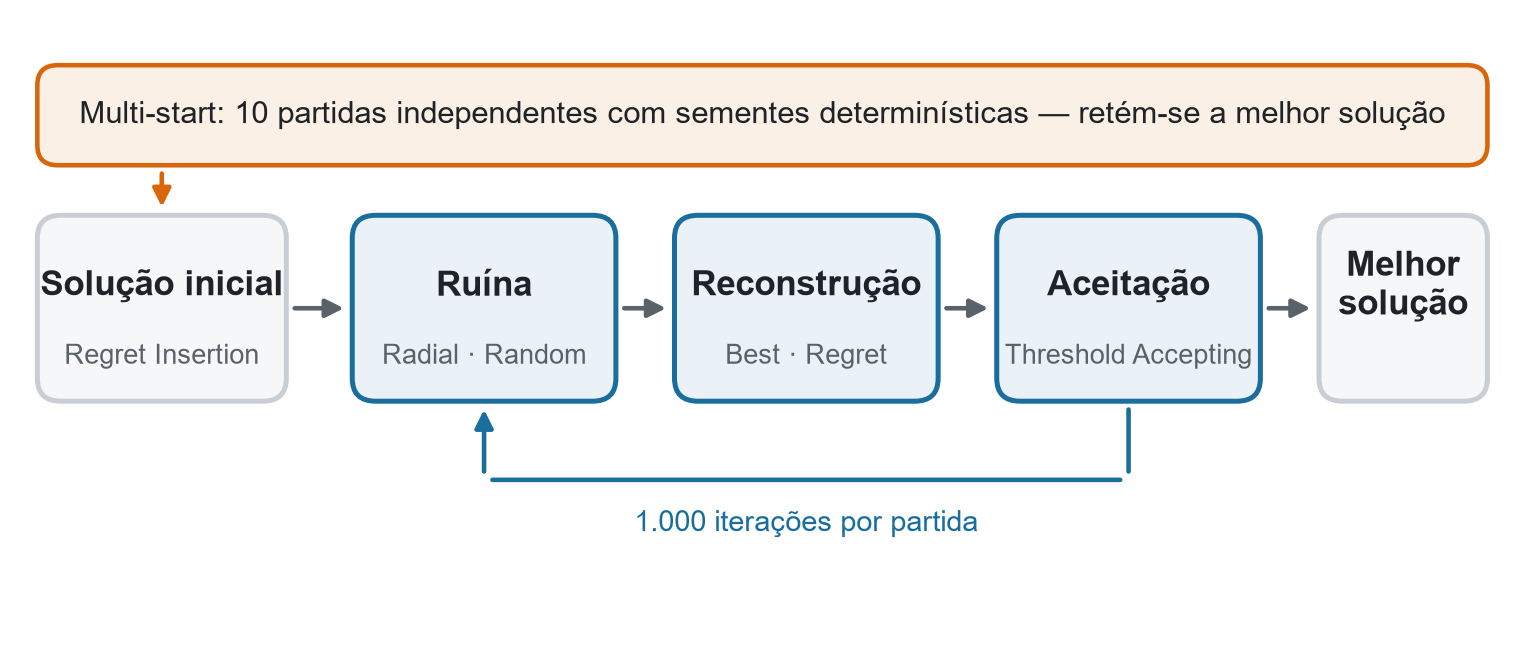 Multi-start: 10 partidas independentes com sementes determinísticas — retém-se a melhor solução
Solução inicial
Regret Insertion
Ruína
Radial · Random
Reconstrução
Best · Regret
Aceitação
Threshold Accepting
Melhor
solução
1.000 iterações por partida